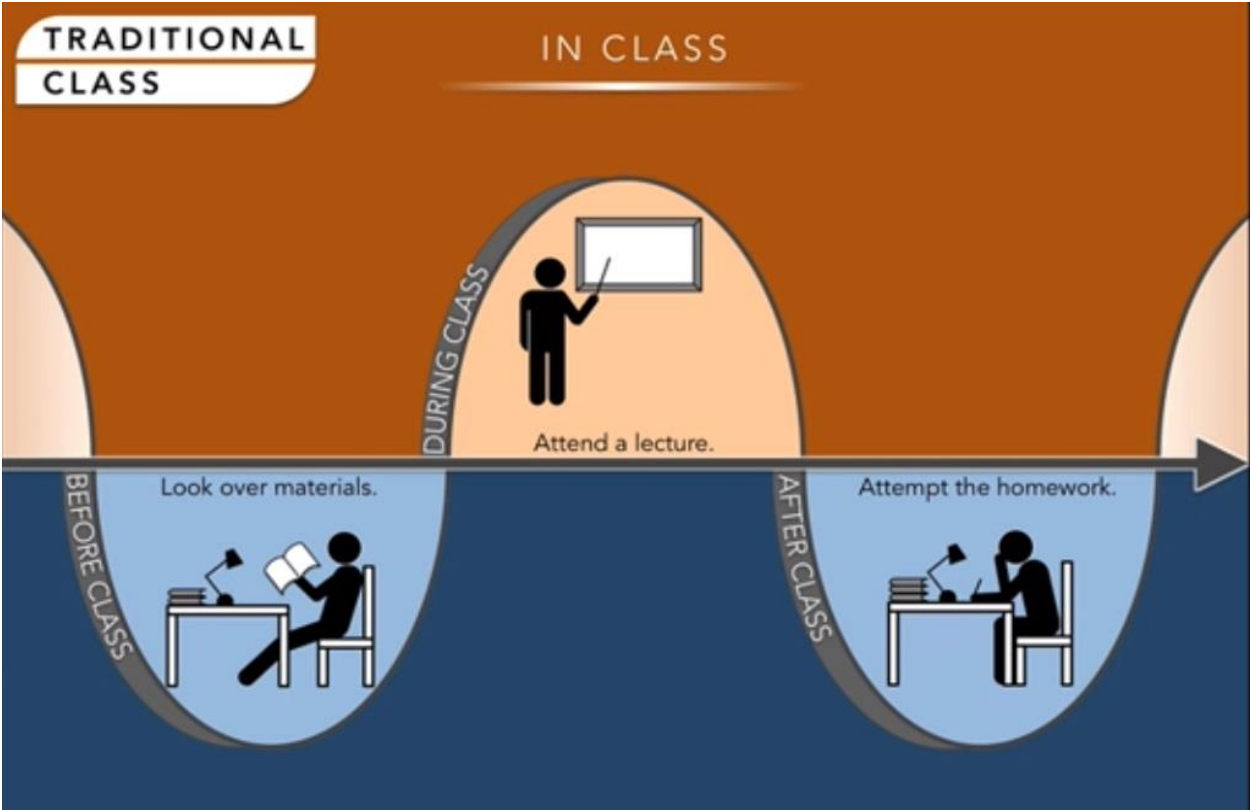 TRADITIONAL
CLASS
IN CLASS
DURING CLASS
Attend a lecture.
BEFORE CLASS
Look over materials.
AFTER CLASS
Attempt the homework.